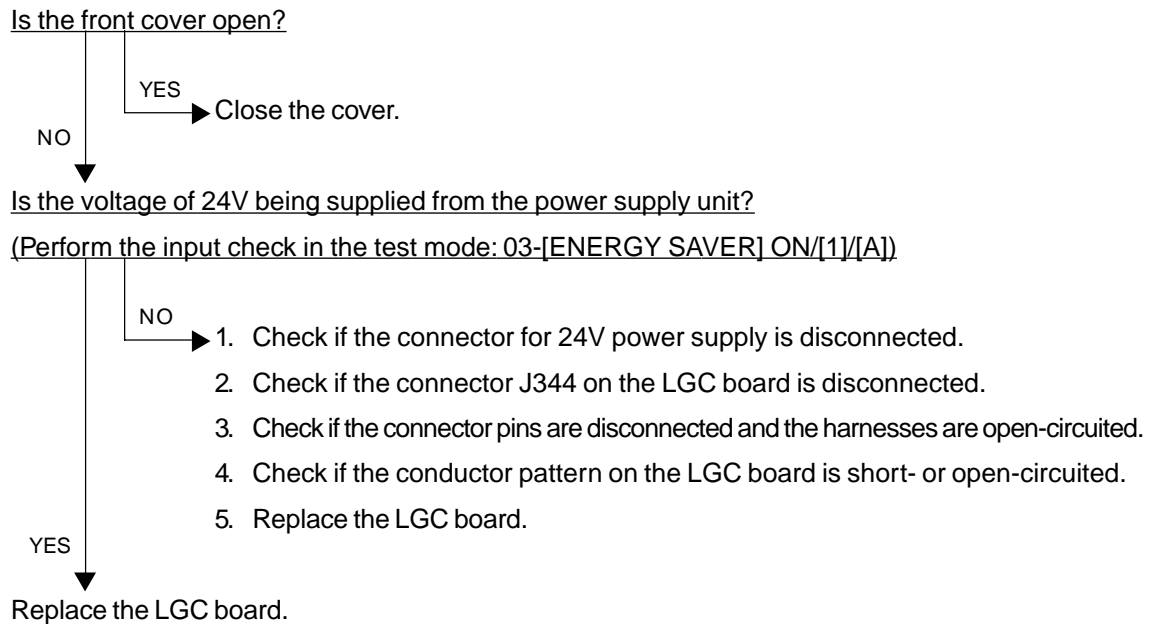 Is the front cover open?
YES
Close the cover.
NO
Is the voltage of 24V being supplied from the power supply unit?
(Perform the input check in the test mode: 03-[ENERGY SAVER] ON/[1]/[A])
NO
1. Check if the connector for 24V power supply is disconnected.
2. Check if the connector J344 on the LGC board is disconnected.
3. Check if the connector pins are disconnected and the harnesses are open-circuited.
4. Check if the conductor pattern on the LGC board is short- or open-circuited.
5. Replace the LGC board.
YES
Replace the LGC board.